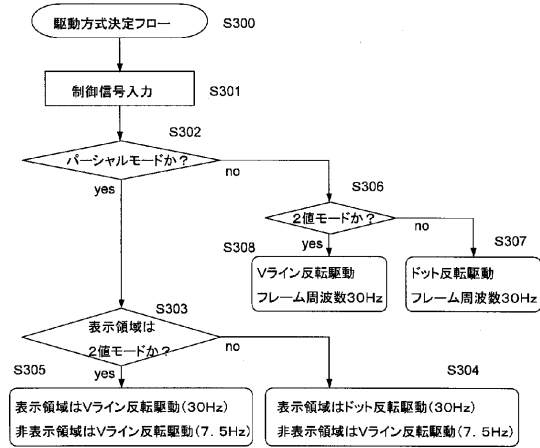 駆動方式決定フロー
S300
制御信号入力
S301
S302
パーシャルモードか？
yes
no
S306
2値モードか？
yes
no
S308
S307
Vライン反転駆動
フレーム周波数30Hz
ドット反転駆動
フレーム周波数30Hz
S303
表示領域は
2値モードか？
yes
no
S305
S304
表示領域はVライン反転駆動(30Hz)
非表示領域はVライン反転駆動(7.5Hz)
表示領域はドット反転駆動(30Hz)
非表示領域はVライン反転駆動(7.5Hz)